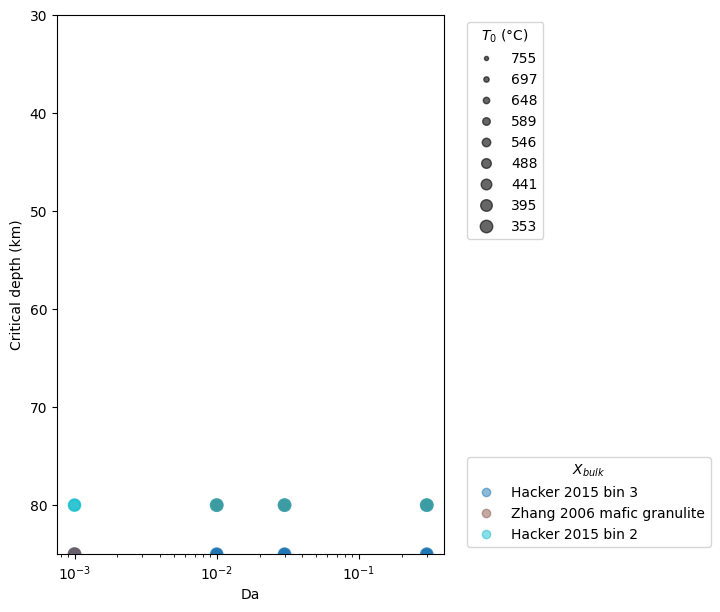 30
40
50
60
70
80
Critical depth (km)
10⁻³
10⁻²
10⁻¹
Da
T₀ (°C)
755
697
648
589
546
488
441
395
353
X_bulk
Hacker 2015 bin 3
Zhang 2006 mafic granulite
Hacker 2015 bin 2